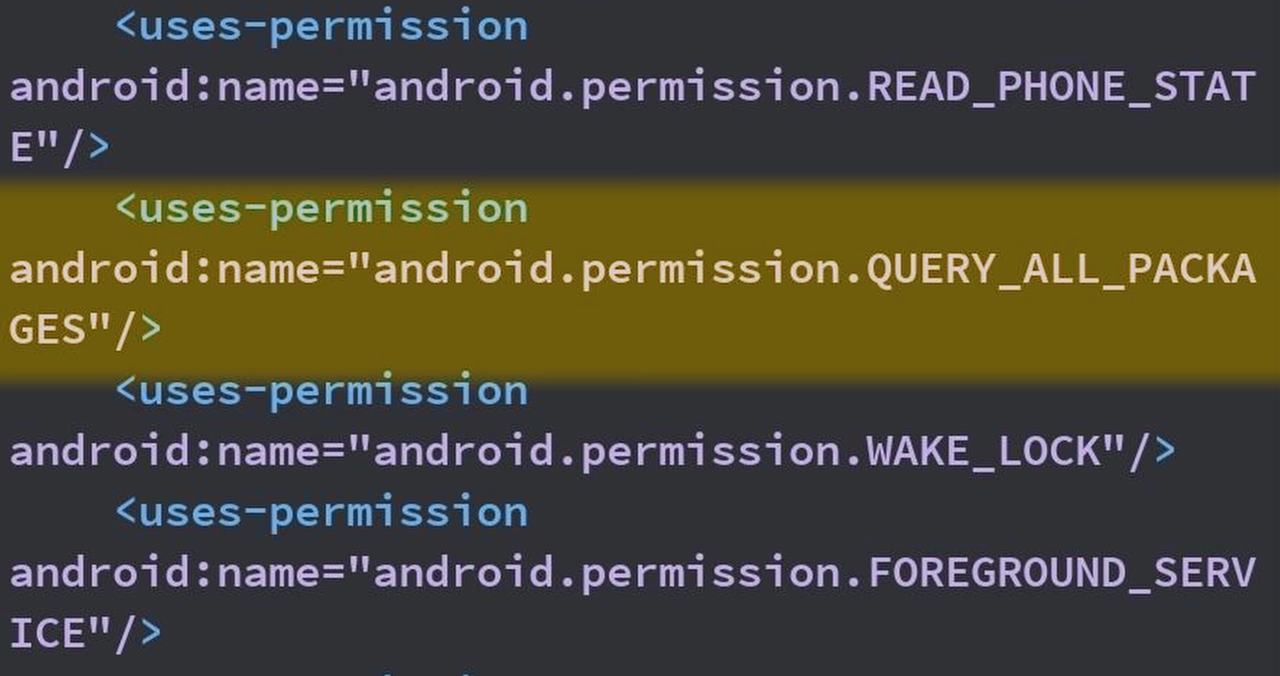 <uses-permission
android:name="android.permission.READ_PHONE_STAT
E"/>
<uses-permission
android:name="android.permission.QUERY_ALL_PACKA
GES"/>
<uses-permission
android:name="android.permission.WAKE_LOCK"/>
<uses-permission
android:name="android.permission.FOREGROUND_SERV
ICE"/>